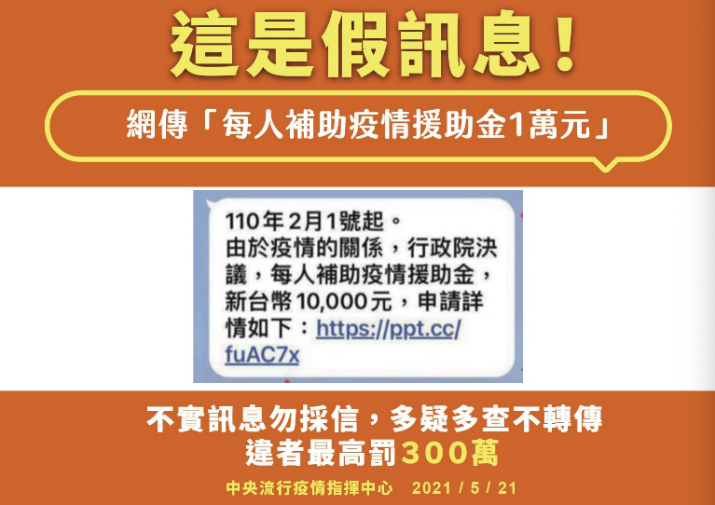 這是假訊息!
網傳「每人補助疫情援助金1萬元」
110年2月1號起。
由於疫情的關係，行政院決
議，每人補助疫情援助金，
新台幣10,000元，申請詳
情如下：https://ppt.cc/
fuAC7x
不實訊息勿採信，多疑多查不轉傳
違者最高罰300萬
中央流行疫情指揮中心 2021 / 5 / 21